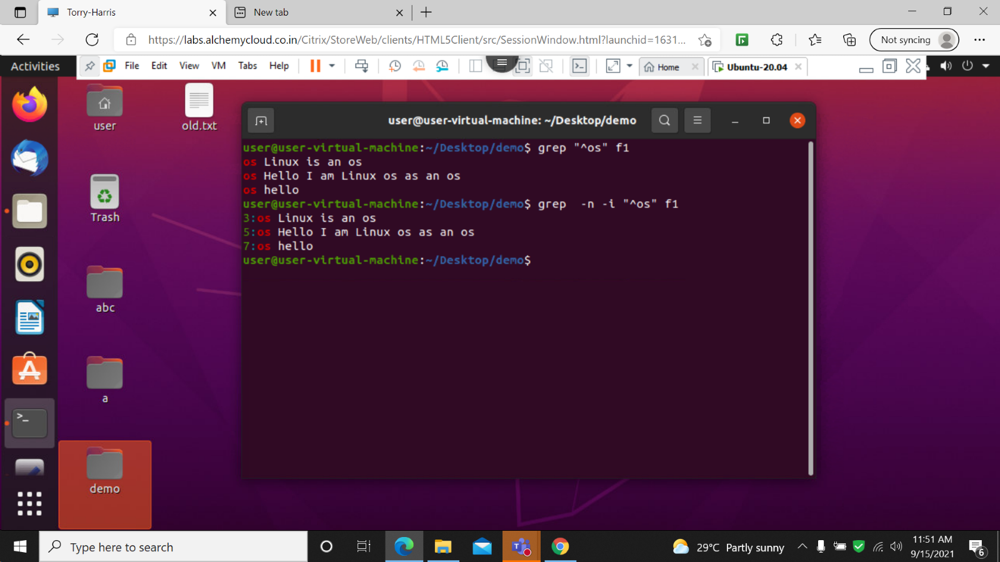 Torry-Harris
New tab
https://labs.alchemycloud.co.in/Citrix/StoreWeb/clients/HTML5Client/src/SessionWindow.html?launchid=1631...
Not syncing
Activities
File Edit View VM Tabs Help
Home
Ubuntu-20.04
user
old.txt
Trash
abc
a
demo
user@user-virtual-machine: ~/Desktop/demo
user@user-virtual-machine:~/Desktop/demo$ grep "^os" f1
os Linux is an os
os Hello I am Linux os as an os
os hello
user@user-virtual-machine:~/Desktop/demo$ grep  -n -i "^os" f1
3:os Linux is an os
5:os Hello I am Linux os as an os
7:os hello
user@user-virtual-machine:~/Desktop/demo$
Type here to search
29°C Partly sunny
11:51 AM
9/15/2021
6